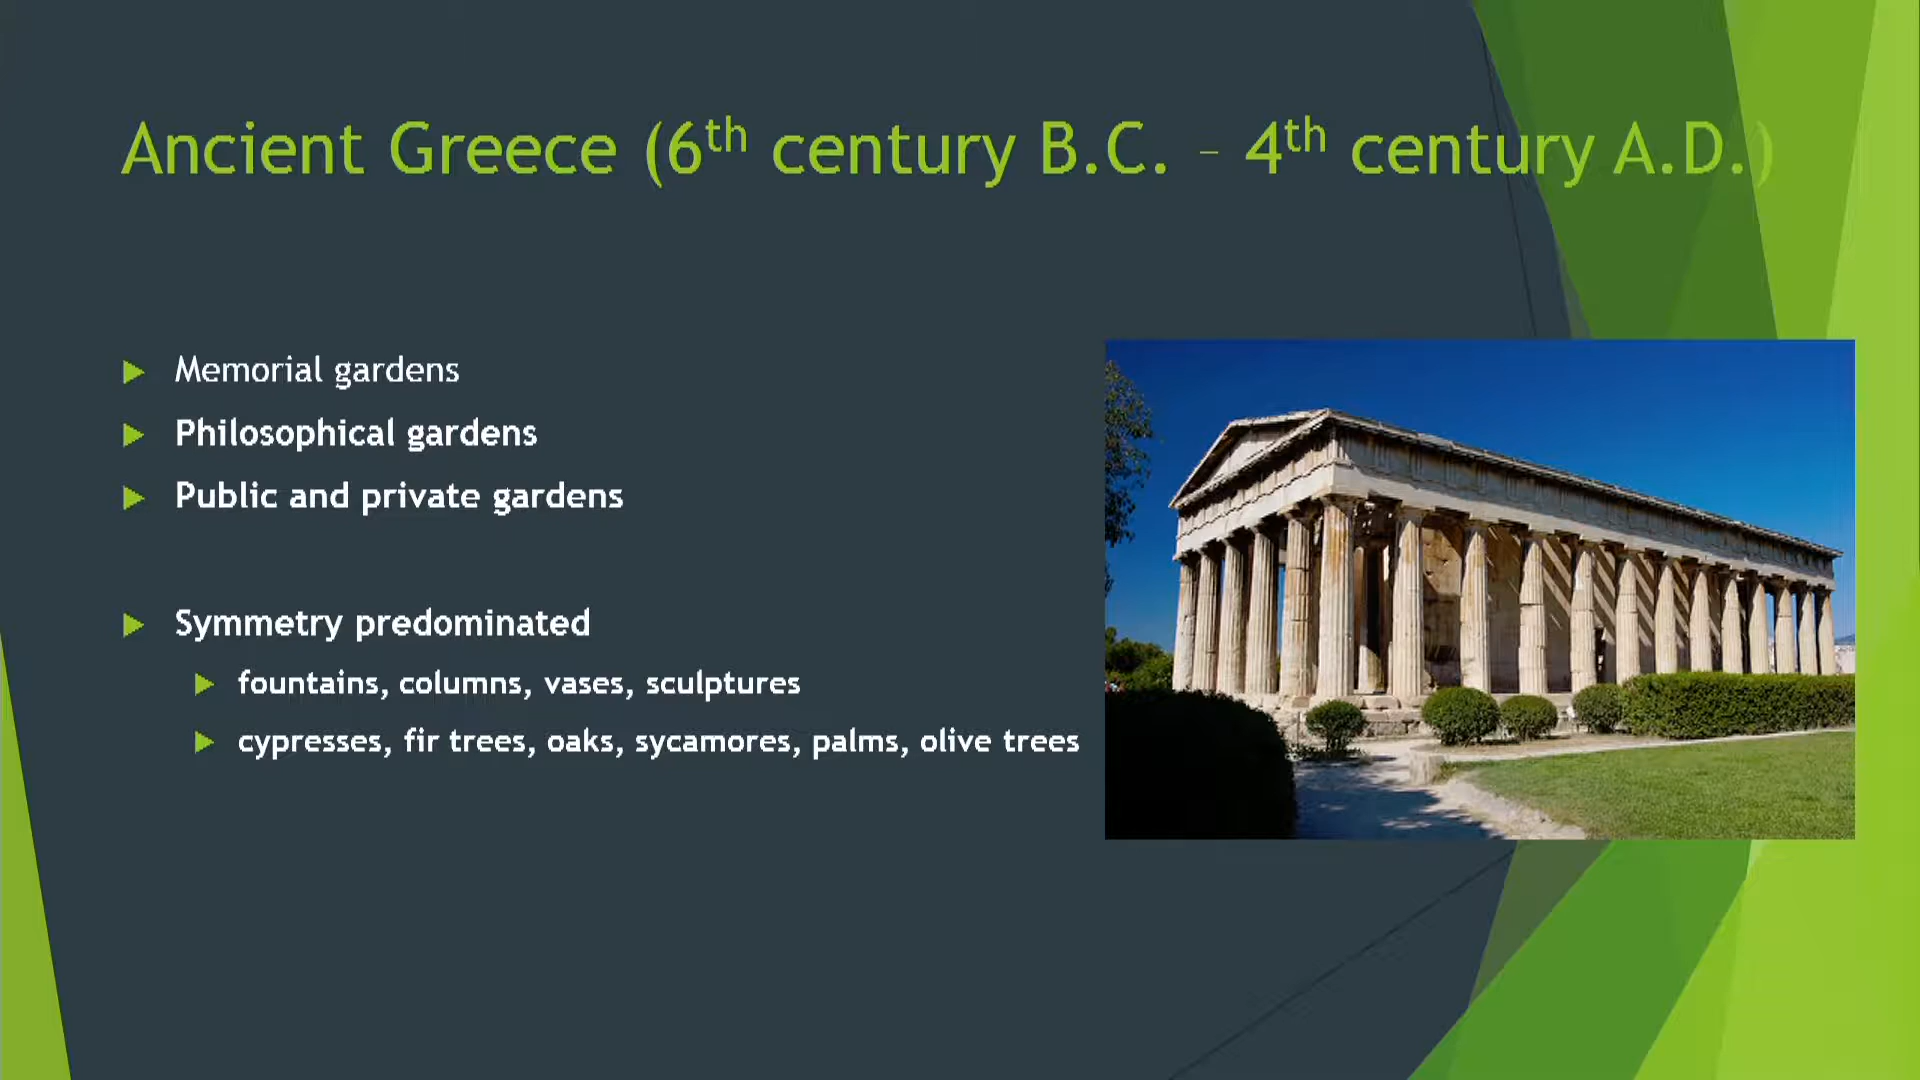 Ancient Greece (6th century B.C. – 4th century A.D.)
Memorial gardens
Philosophical gardens
Public and private gardens
Symmetry predominated
fountains, columns, vases, sculptures
cypresses, fir trees, oaks, sycamores, palms, olive trees